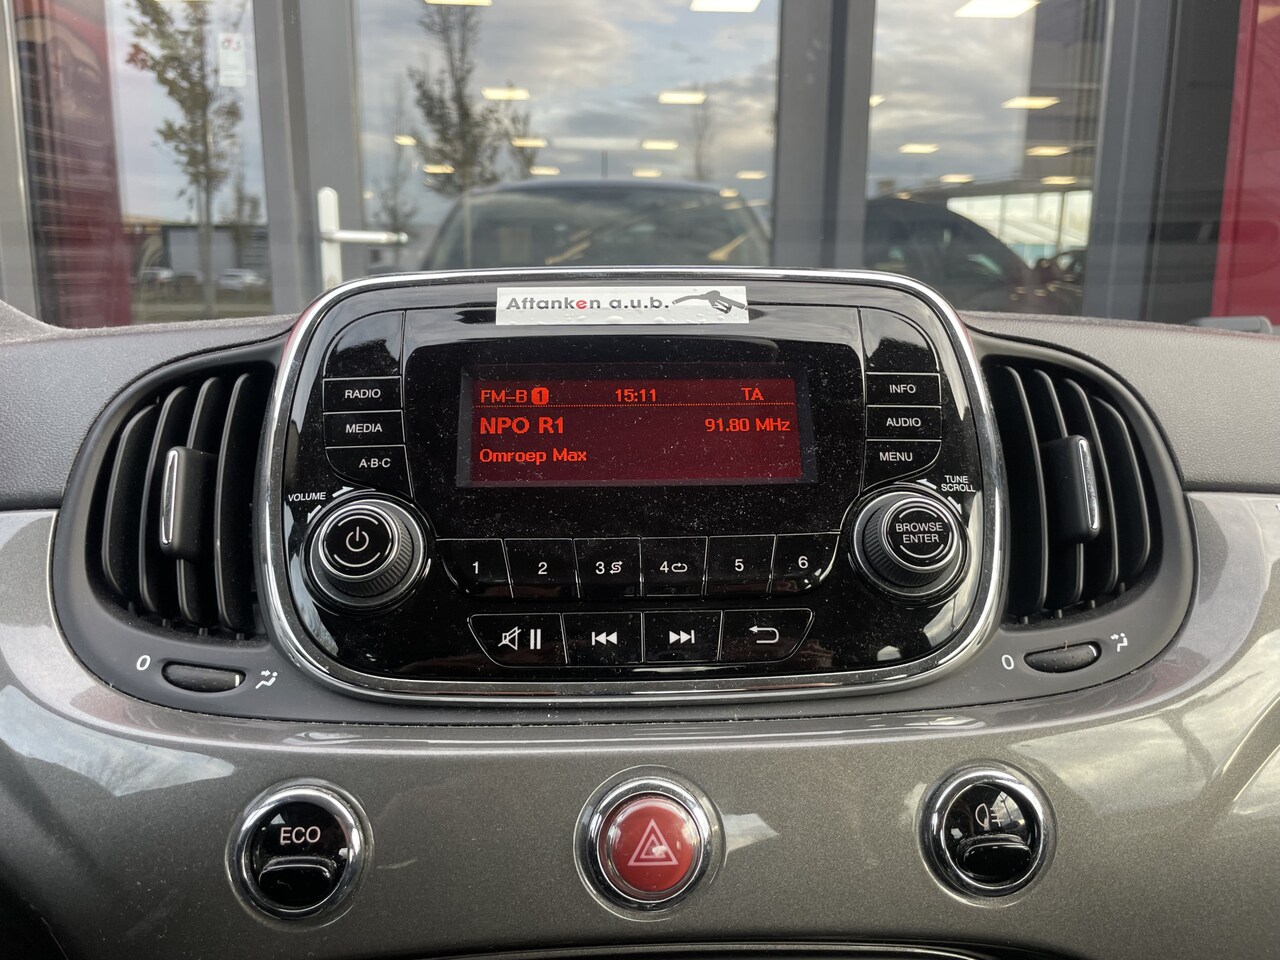 Aftanken a.u.b.
FM-B 1 15:11 TA
NPO R1 91.80 MHz
Omroep Max
RADIO
MEDIA
A·B·C
INFO
AUDIO
MENU
VOLUME
TUNE
SCROLL
BROWSE
ENTER
1 2 3 4 5 6
0
0
ECO